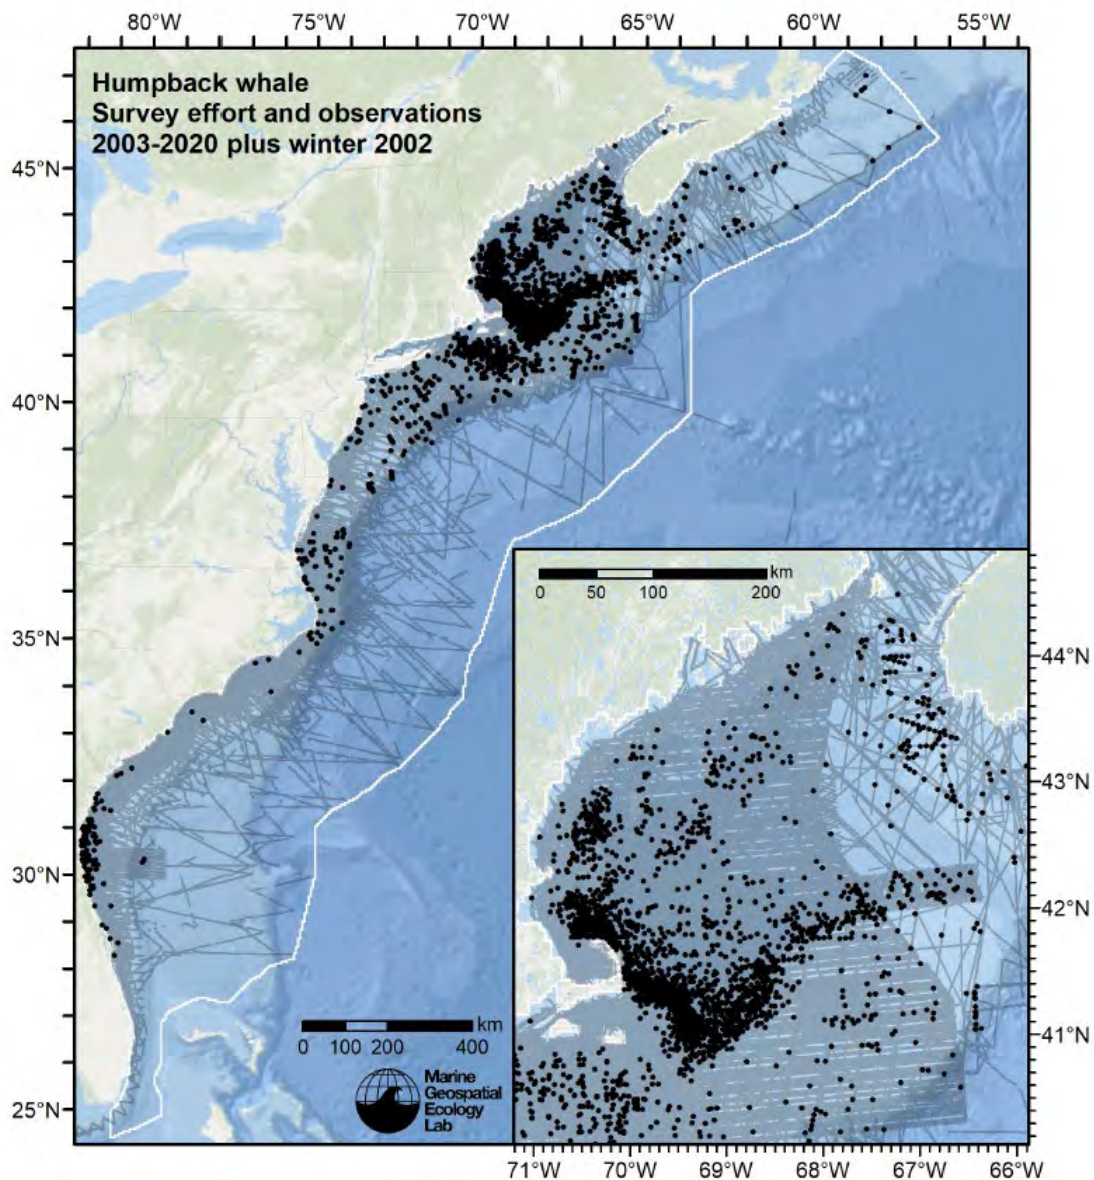 80°W 75°W 70°W 65°W 60°W 55°W
Humpback whale
Survey effort and observations
2003-2020 plus winter 2002
45°N
40°N
35°N
30°N
25°N
km
0 50 100 200
44°N
43°N
42°N
41°N
km
0 100 200 400
Marine
Geospatial
Ecology
Lab
71°W 70°W 69°W 68°W 67°W 66°W